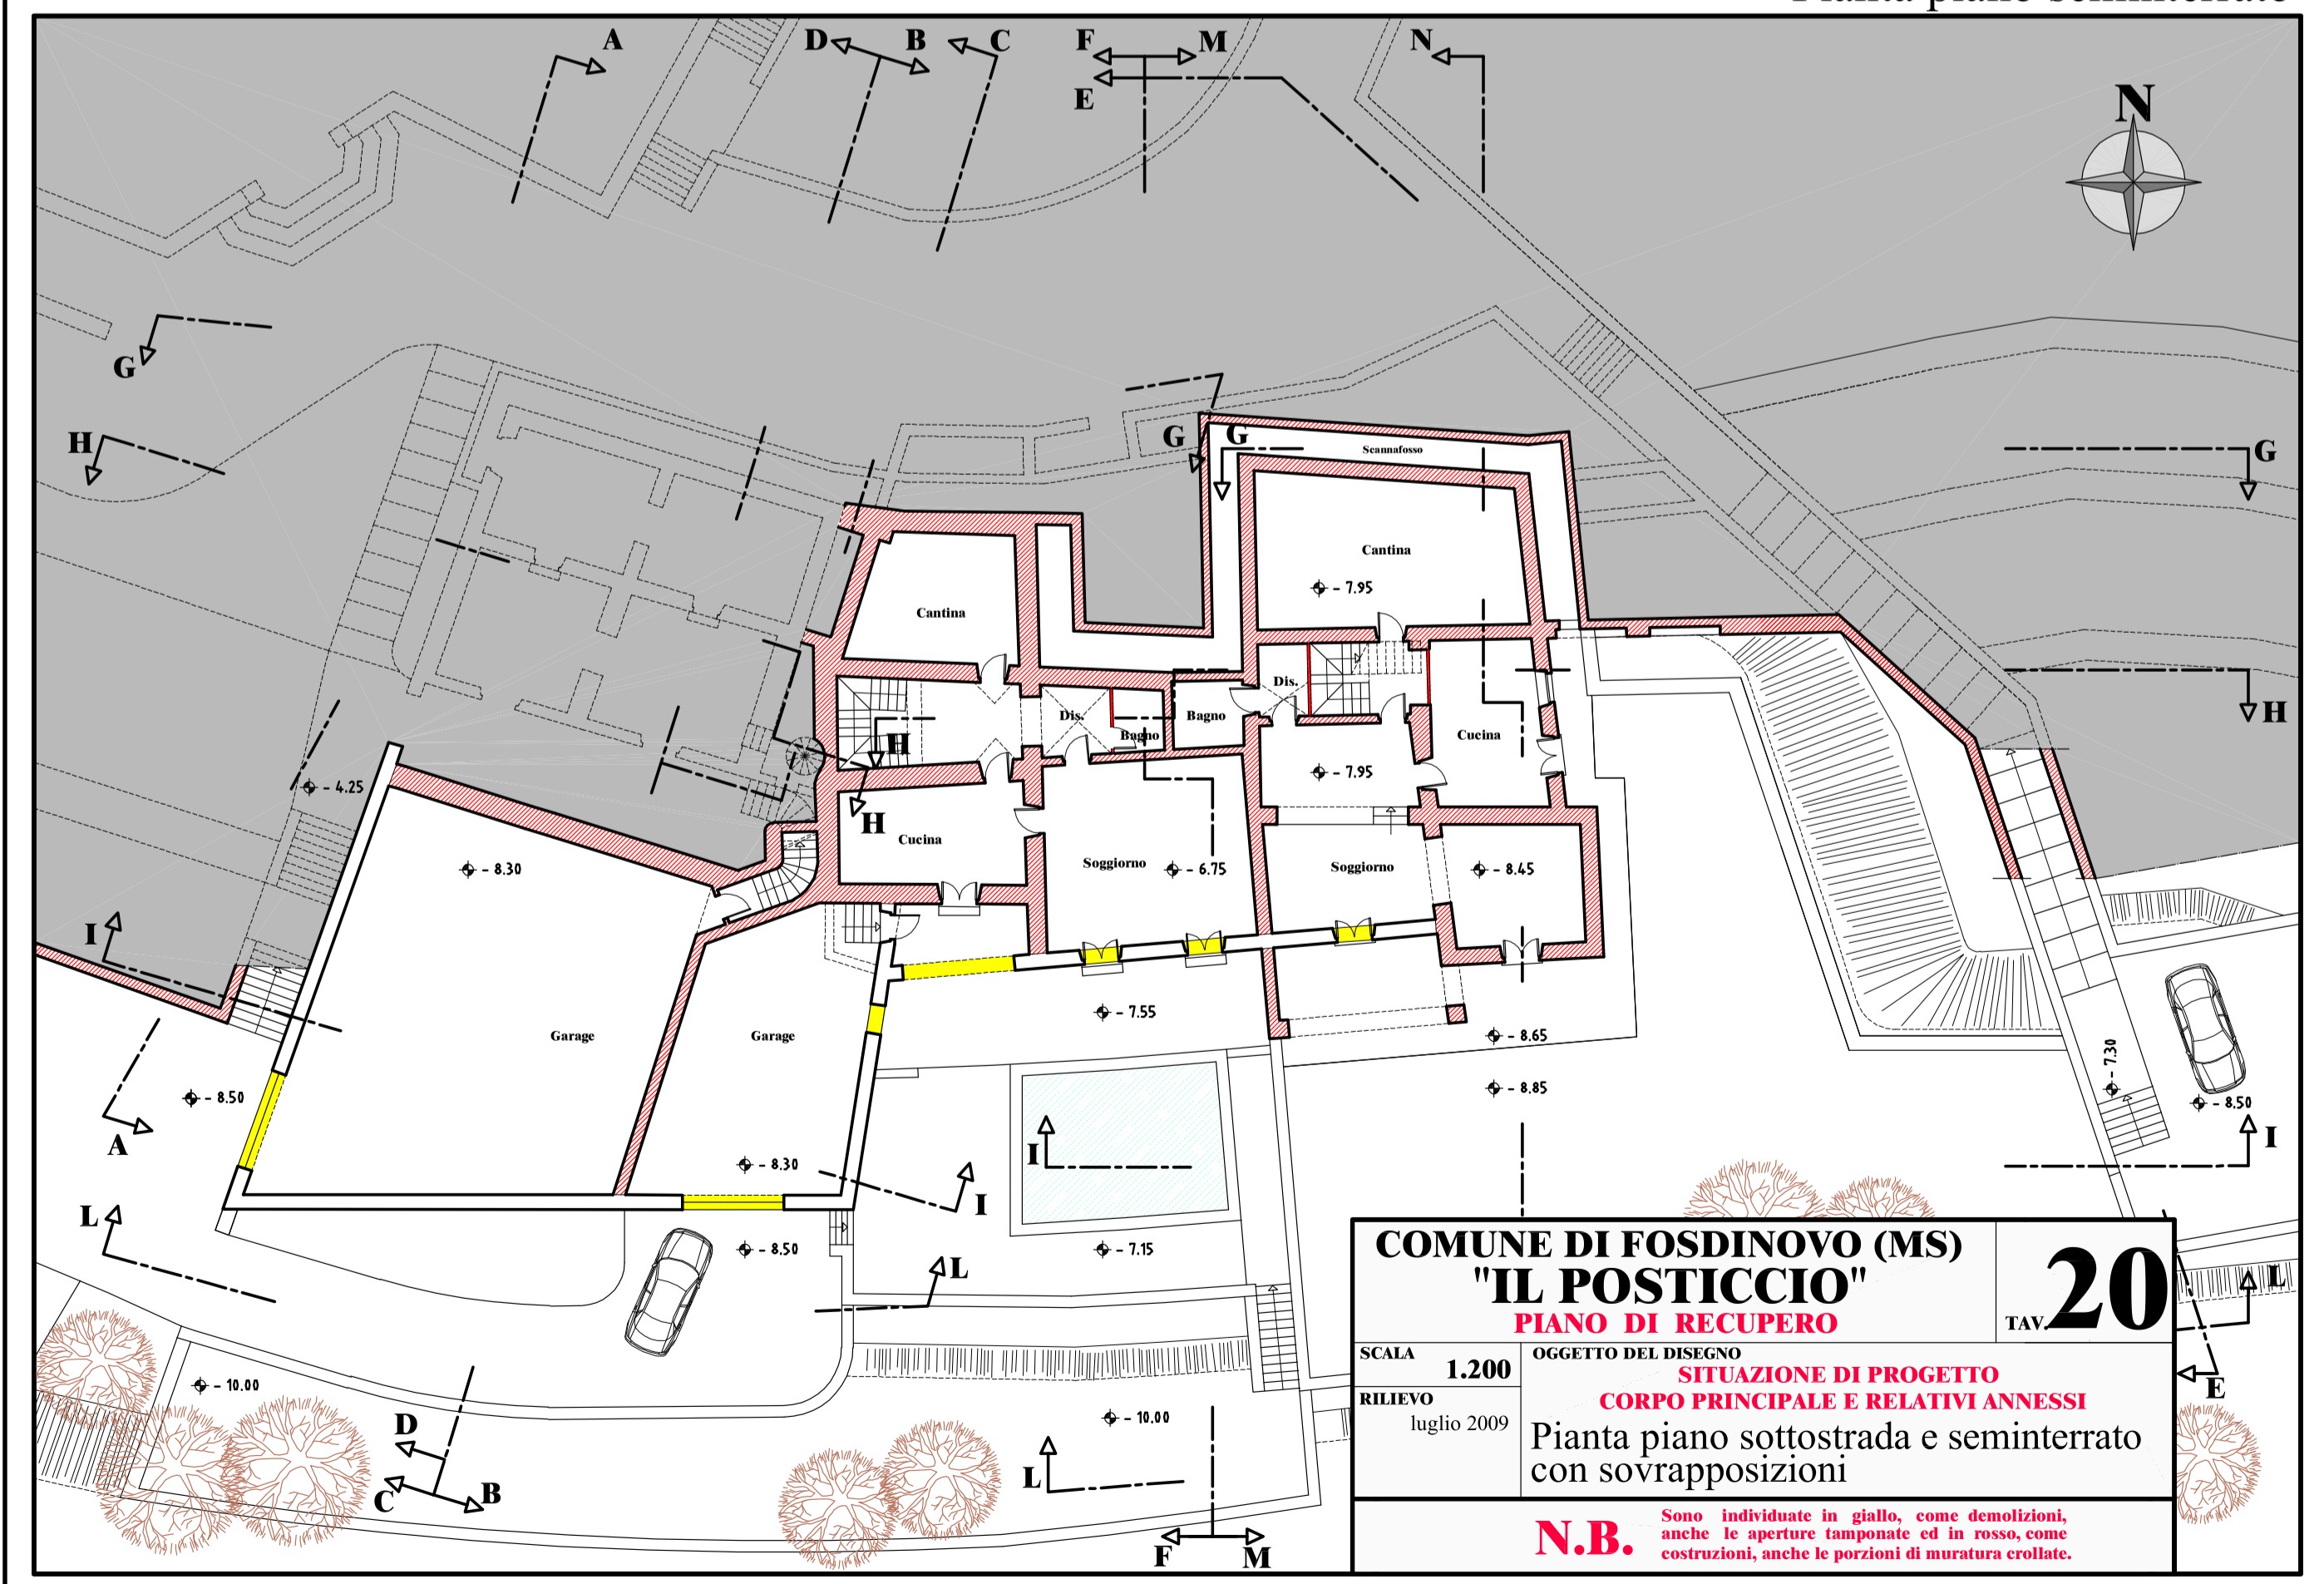 Pianta piano seminterrato
A
D
B
C
F
M
E
N
N
G
H
G
G
Scannafosso
G
Cantina
- 7.95
Cantina
Dis.
Dis.
Bagno
Bagno
Cucina
H
H
- 4.25
- 7.95
H
Cucina
Soggiorno
- 6.75
Soggiorno
- 8.45
- 8.30
I
Garage
Garage
- 7.55
- 8.65
- 7.30
- 8.50
- 8.85
- 8.50
A
I
I
- 8.30
I
L
- 8.50
- 7.15
L
L
- 10.00
- 10.00
D
C
B
L
F
M
E
COMUNE DI FOSDINOVO (MS)
"IL POSTICCIO"
PIANO DI RECUPERO
TAV. 20
SCALA
1.200
RILIEVO
luglio 2009
OGGETTO DEL DISEGNO
SITUAZIONE DI PROGETTO
CORPO PRINCIPALE E RELATIVI ANNESSI
Pianta piano sottostrada e seminterrato
con sovrapposizioni
N.B.
Sono individuate in giallo, come demolizioni,
anche le aperture tamponate ed in rosso, come
costruzioni, anche le porzioni di muratura crollate.